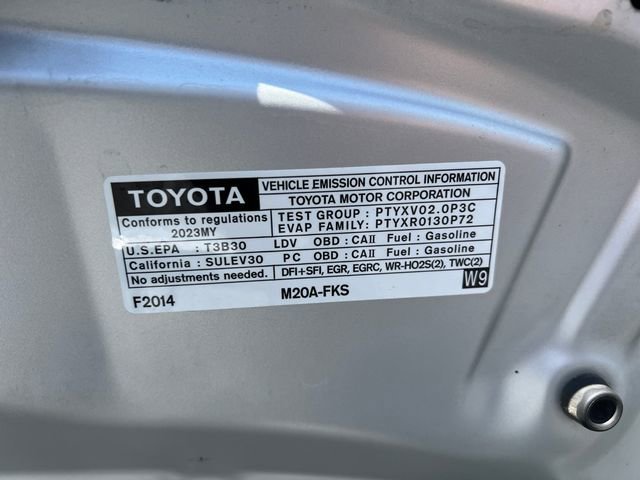 TOYOTA
VEHICLE EMISSION CONTROL INFORMATION
TOYOTA MOTOR CORPORATION
Conforms to regulations
2023MY
TEST GROUP : PTYXV02.0P3C
EVAP FAMILY: PTYXR0130P72
U.S.EPA : T3B30 LDV OBD : CAII Fuel : Gasoline
California : SULEV30 PC OBD : CAII Fuel : Gasoline
No adjustments needed. DFI+SFI, EGR, EGRC, WR-HO2S(2), TWC(2)
F2014 M20A-FKS W9